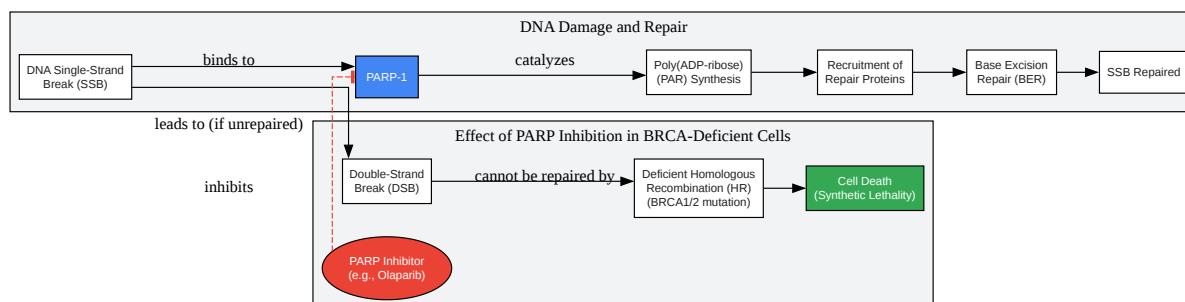 DNA Damage and Repair
DNA Single-Strand
Break (SSB)
binds to
PARP-1
catalyzes
Poly(ADP-ribose)
(PAR) Synthesis
Recruitment of
Repair Proteins
Base Excision
Repair (BER)
SSB Repaired
leads to (if unrepaired)
Effect of PARP Inhibition in BRCA-Deficient Cells
inhibits
Double-Strand
Break (DSB)
cannot be repaired by
Deficient Homologous
Recombination (HR)
(BRCA1/2 mutation)
Cell Death
(Synthetic Lethality)
PARP Inhibitor
(e.g., Olaparib)